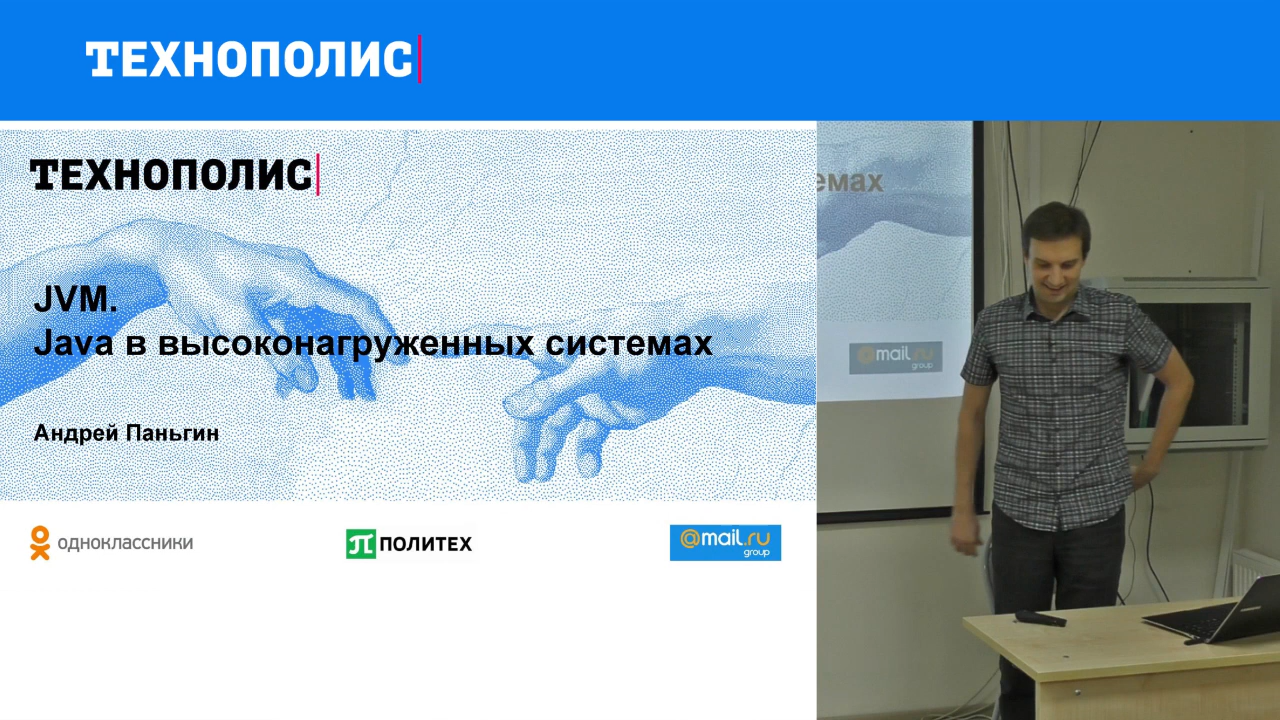 ТЕХНОПОЛИС
ТЕХНОПОЛИС
JVM.
Java в высоконагруженных системах
Андрей Паньгин
одноклассники
ПОЛИТЕХ
@mail.ru
group
емах
@mail.ru
group